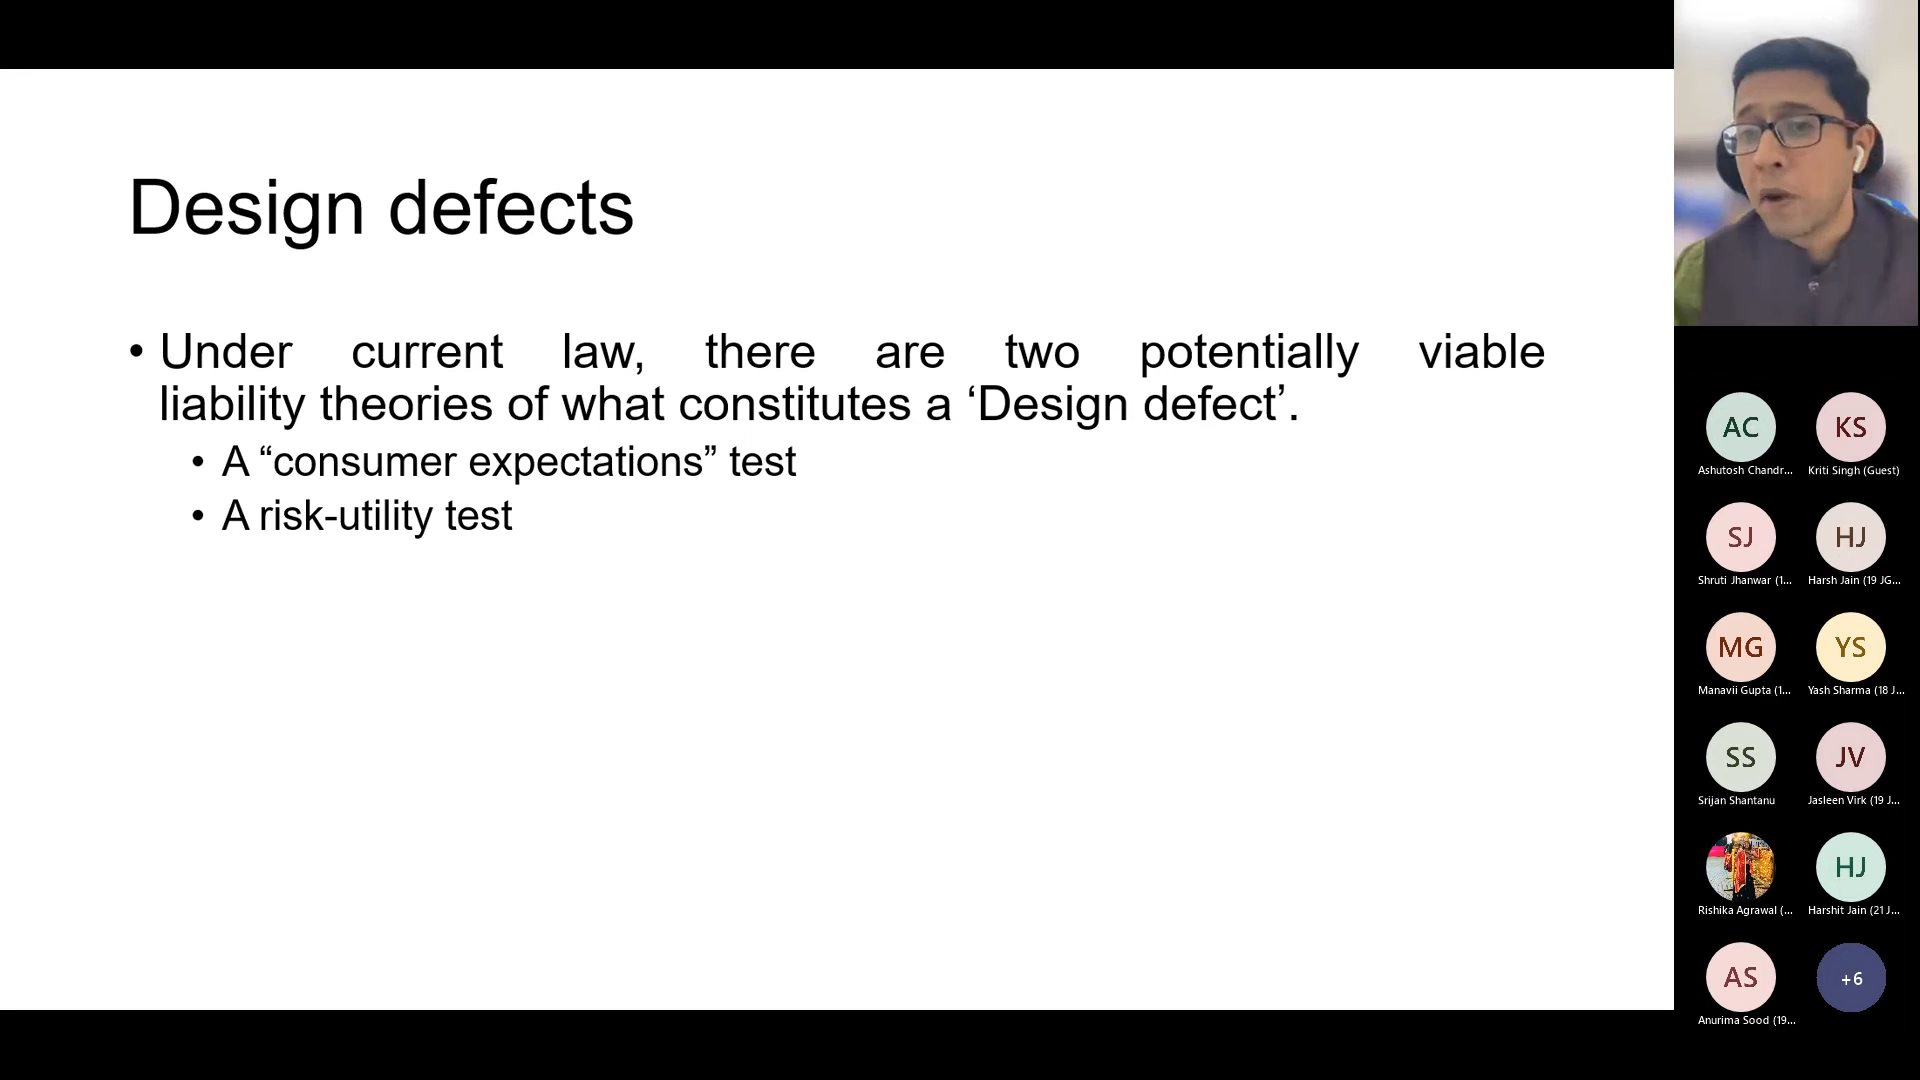 Design defects
• Under current law, there are two potentially viable
liability theories of what constitutes a ‘Design defect’.
• A “consumer expectations” test
• A risk-utility test
AC
Ashutosh Chandr...
KS
Kriti Singh (Guest)
SJ
Shruti Jhanwar (1...
HJ
Harsh Jain (19 JG...
MG
Manavii Gupta (1...
YS
Yash Sharma (18 J...
SS
Srijan Shantanu
JV
Jasleen Virk (19 J...
Rishika Agrawal (...
HJ
Harshit Jain (21 J...
AS
Anurima Sood (19...
+6